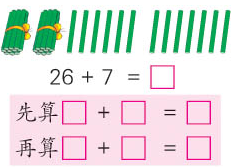 26 + 7 = □
先算□ + □ = □
再算□ + □ = □